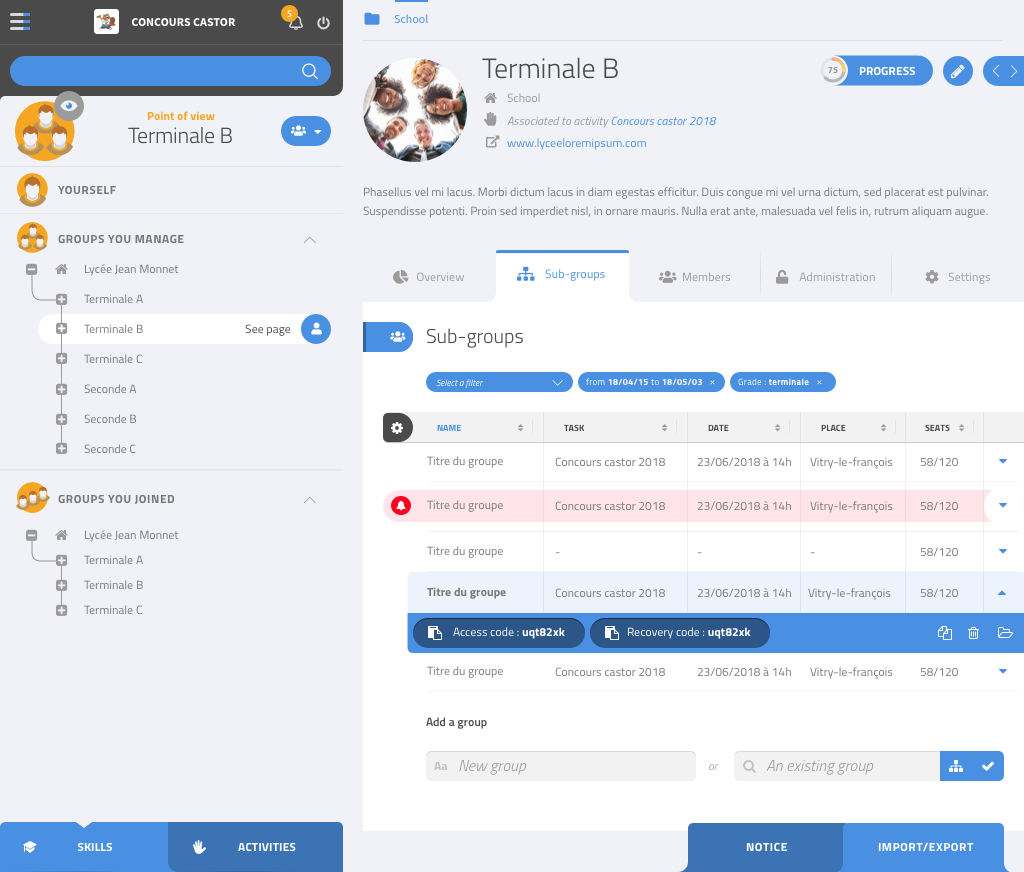 CONCOURS CASTOR
5
Point of view
Terminale B
YOURSELF
GROUPS YOU MANAGE
Lycée Jean Monnet
Terminale A
Terminale B See page
Terminale C
Seconde A
Seconde B
Seconde C
GROUPS YOU JOINED
Lycée Jean Monnet
Terminale A
Terminale B
Terminale C
SKILLS ACTIVITIES
School
Terminale B
75 PROGRESS
School
Associated to activity Concours castor 2018
www.lyceeloremipsum.com
Phasellus vel mi lacus. Morbi dictum lacus in diam egestas efficitur. Duis congue mi vel urna dictum, sed placerat est pulvinar.
Suspendisse potenti. Proin sed imperdiet nisl, in ornare mauris. Nulla erat ante, malesuada vel felis in, rutrum aliquam augue.
Overview Sub-groups Members Administration Settings
Sub-groups
Select a filter from 18/04/15 to 18/05/03 × Grade : terminale ×
NAME TASK DATE PLACE SEATS
Titre du groupe Concours castor 2018 23/06/2018 à 14h Vitry-le-françois 58/120
Titre du groupe Concours castor 2018 23/06/2018 à 14h Vitry-le-françois 58/120
Titre du groupe - - - 58/120
Titre du groupe Concours castor 2018 23/06/2018 à 14h Vitry-le-françois 58/120
Access code : uqt82xk Recovery code : uqt82xk
Titre du groupe Concours castor 2018 23/06/2018 à 14h Vitry-le-françois 58/120
Add a group
Aa New group or An existing group
NOTICE IMPORT/EXPORT